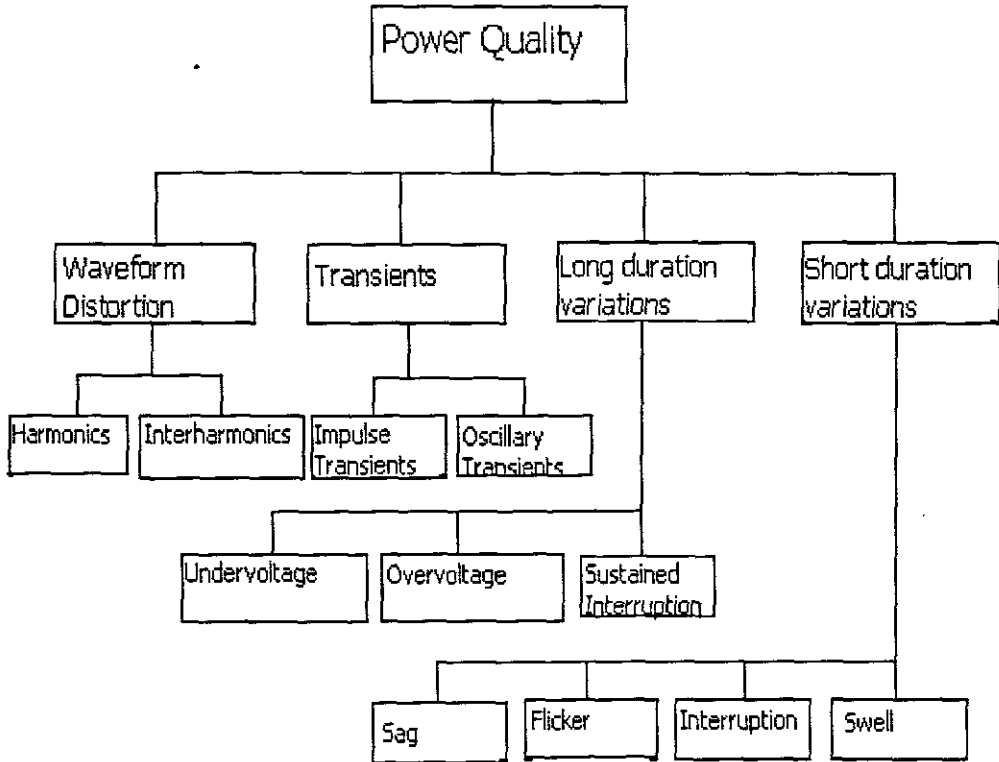 Power Quality
Waveform
Distortion
Transients
Long duration
variations
Short duration
variations
Harmonics
Interharmonics
Impulse
Transients
Oscillary
Transients
Undervoltage
Overvoltage
Sustained
Interruption
Sag
Flicker
Interruption
Swell